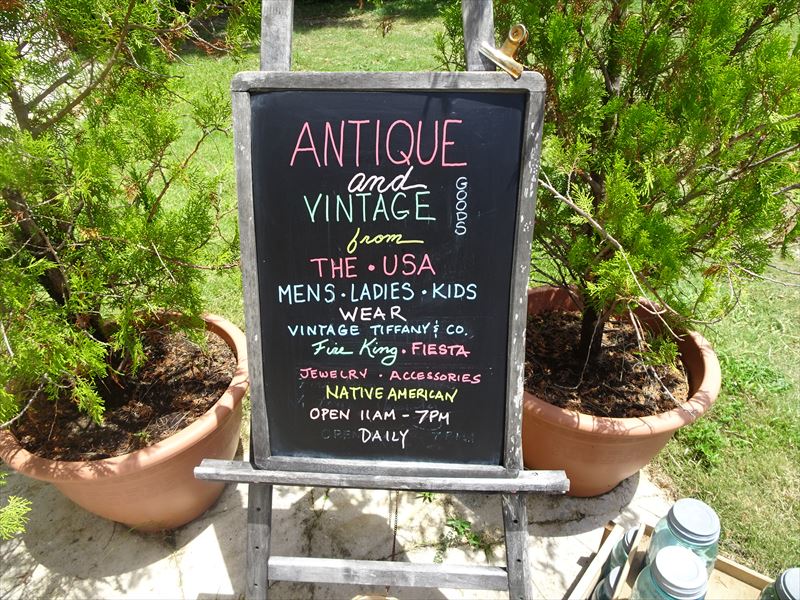 ANTIQUE
and
VINTAGE GOODS
from
THE • USA
MENS • LADIES • KIDS
WEAR
VINTAGE TIFFANY & CO.
Fire King • FIESTA
JEWELRY • ACCESSORIES
NATIVE AMERICAN
OPEN 11AM - 7PM
DAILY